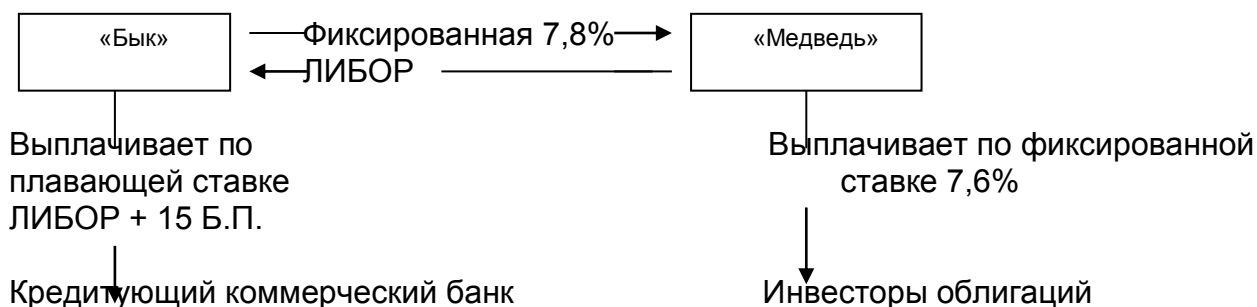 «Бык» Фиксированная 7,8% «Медведь»
ЛИБОР
Выплачивает по Выплачивает по фиксированной
плавающей ставке ставке 7,6%
ЛИБОР + 15 Б.П.
Кредитующий коммерческий банк Инвесторы облигаций